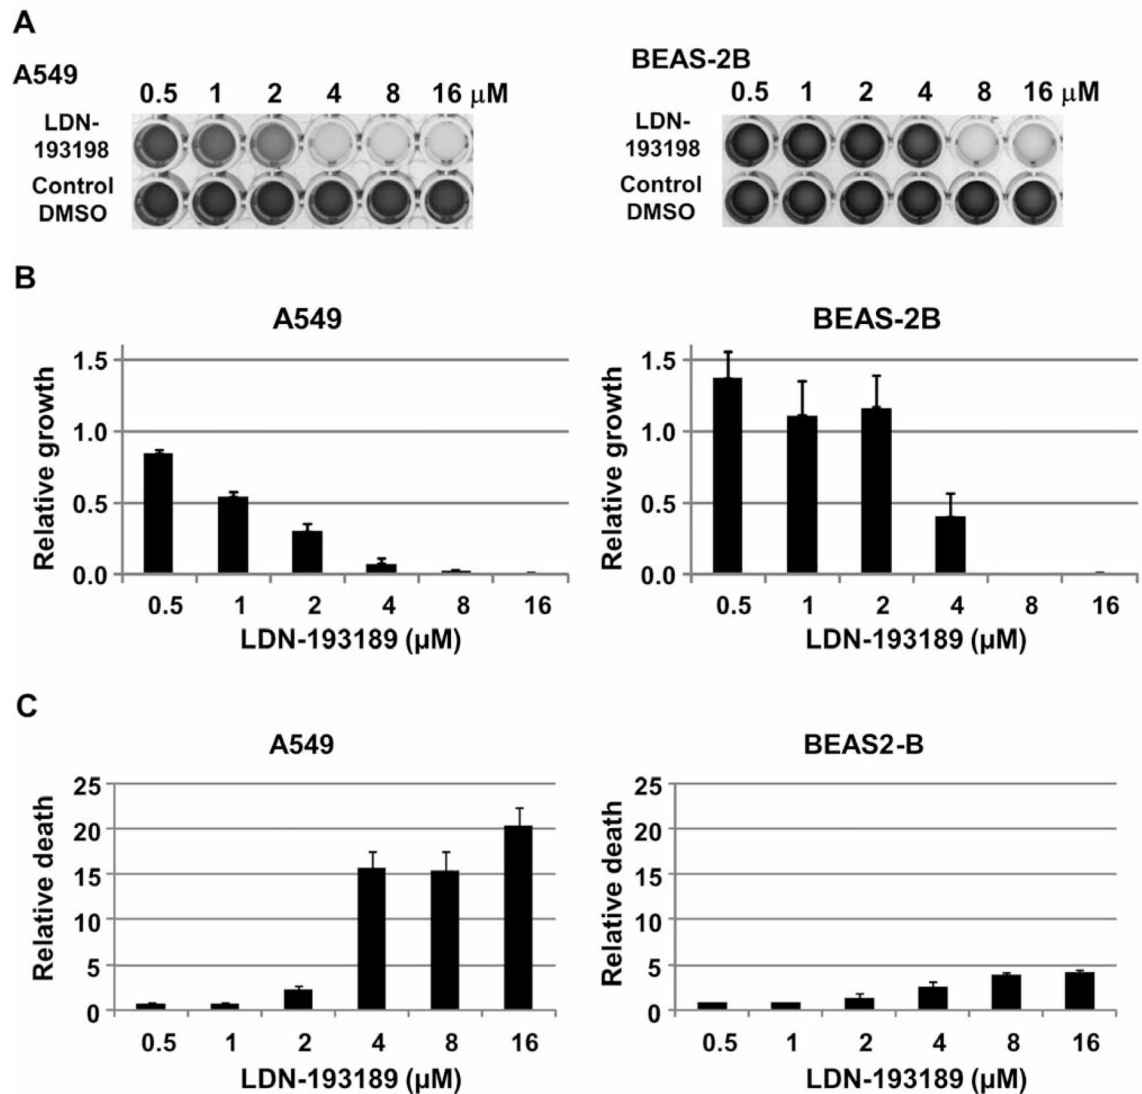 A
A549
0.5 1 2 4 8 16 μM
LDN-
193198
Control
DMSO
BEAS-2B
0.5 1 2 4 8 16 μM
LDN-
193198
Control
DMSO
B
A549
Relative growth
1.5
1.0
0.5
0.0
0.5 1 2 4 8 16
LDN-193189 (μM)
BEAS-2B
Relative growth
1.5
1.0
0.5
0.0
0.5 1 2 4 8 16
LDN-193189 (μM)
C
A549
Relative death
25
20
15
10
5
0
0.5 1 2 4 8 16
LDN-193189 (μM)
BEAS2-B
Relative death
25
20
15
10
5
0
0.5 1 2 4 8 16
LDN-193189 (μM)